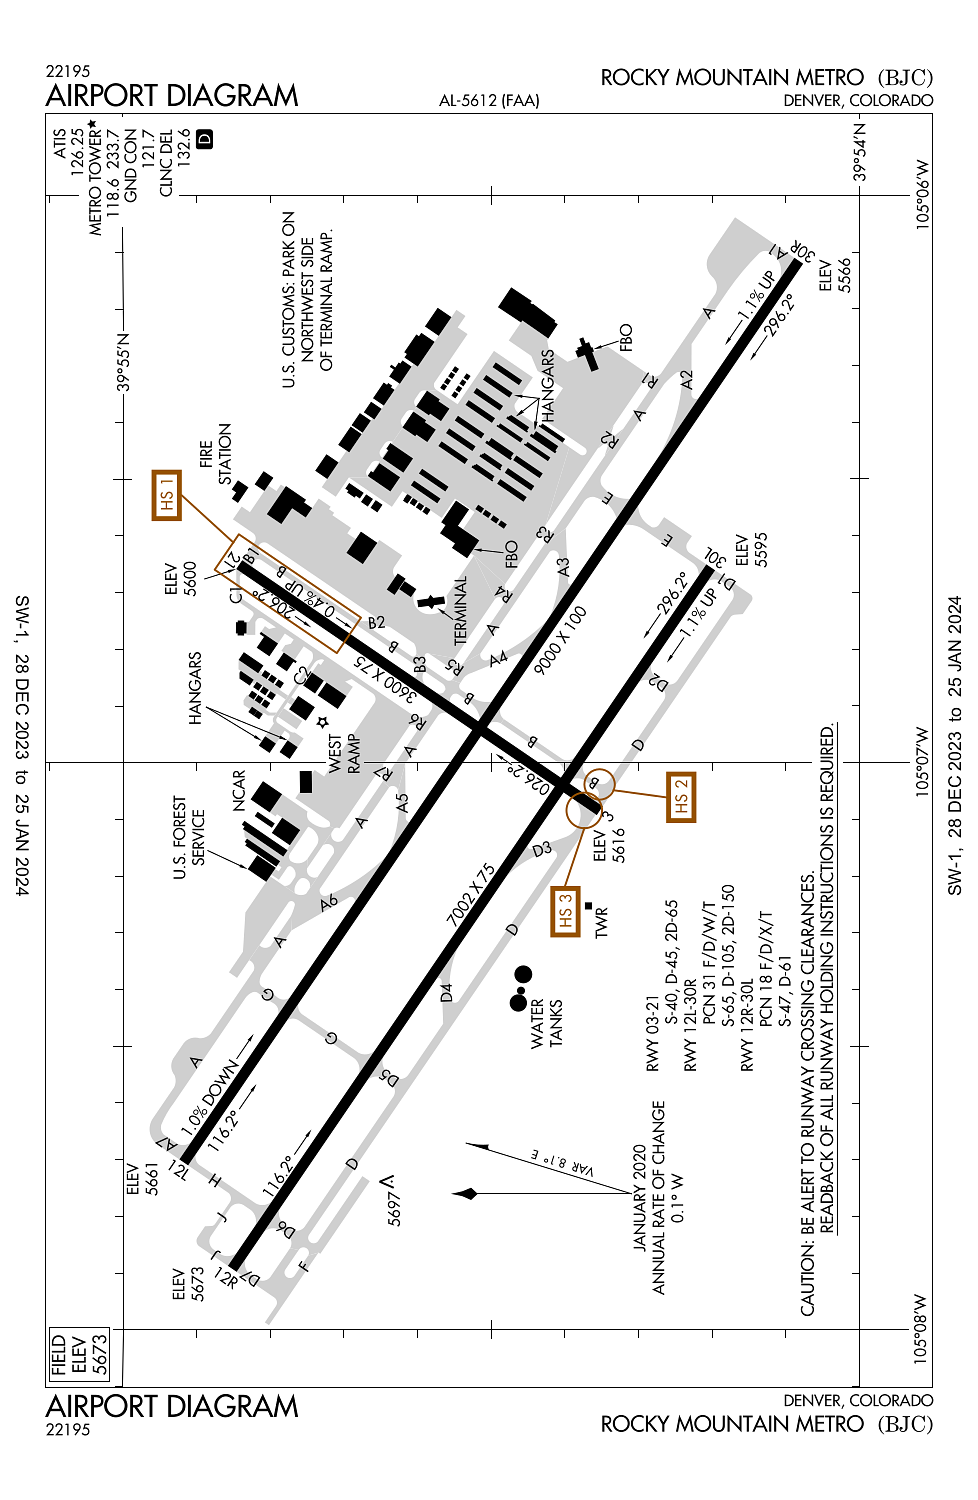 22195
AIRPORT DIAGRAM
AL-5612 (FAA)
ROCKY MOUNTAIN METRO (BJC)
DENVER, COLORADO
ATIS
126.25
METRO TOWER★
118.6 233.7
GND CON
121.7
CLNC DEL
132.6
D
39°54'N
105°06'W
39°55'N
U.S. CUSTOMS: PARK ON
NORTHWEST SIDE
OF TERMINAL RAMP.
A1
30R
ELEV
5566
1.1% UP
296.2°
A
FBO
R1
A2
HANGARS
A
R2
FIRE
STATION
HS 1
E
R3
E
ELEV
5600
21
B1
B
C1
0.4% UP
206.2°
FBO
A3
30L
D1
ELEV
5595
296.2°
1.1% UP
TERMINAL
R4
B2
A
9000 X 100
B
B3
R5
A4
3600 X 75
C2
D2
HANGARS
B
R6
B
D
WEST
RAMP
A
R7
026.2°
B
HS 2
105°07'W
NCAR
A5
A
3
ELEV
5616
U.S. FOREST
SERVICE
D3
7002 X 75
HS 3
TWR
A6
A
D
D4
G
WATER
TANKS
G
A
D5
1.0% DOWN
116.2°
A7
12L
ELEV
5661
H
116.2°
D
J
D6
J
F
12R
D7
ELEV
5673
5697
VAR 8.1° E
JANUARY 2020
ANNUAL RATE OF CHANGE
0.1° W
RWY 03-21
S-40, D-45, 2D-65
RWY 12L-30R
PCN 31 F/D/W/T
S-65, D-105, 2D-150
RWY 12R-30L
PCN 18 F/D/X/T
S-47, D-61
CAUTION: BE ALERT TO RUNWAY CROSSING CLEARANCES.
READBACK OF ALL RUNWAY HOLDING INSTRUCTIONS IS REQUIRED.
105°08'W
FIELD
ELEV
5673
SW-1, 28 DEC 2023 to 25 JAN 2024
SW-1, 28 DEC 2023 to 25 JAN 2024
AIRPORT DIAGRAM
22195
DENVER, COLORADO
ROCKY MOUNTAIN METRO (BJC)